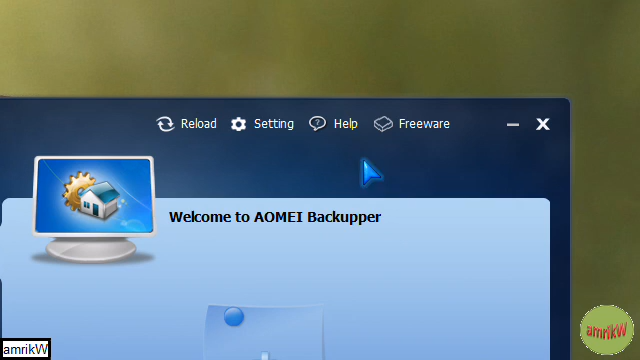 Reload Setting Help Freeware
Welcome to AOMEI Backupper
amrikW
amrikW